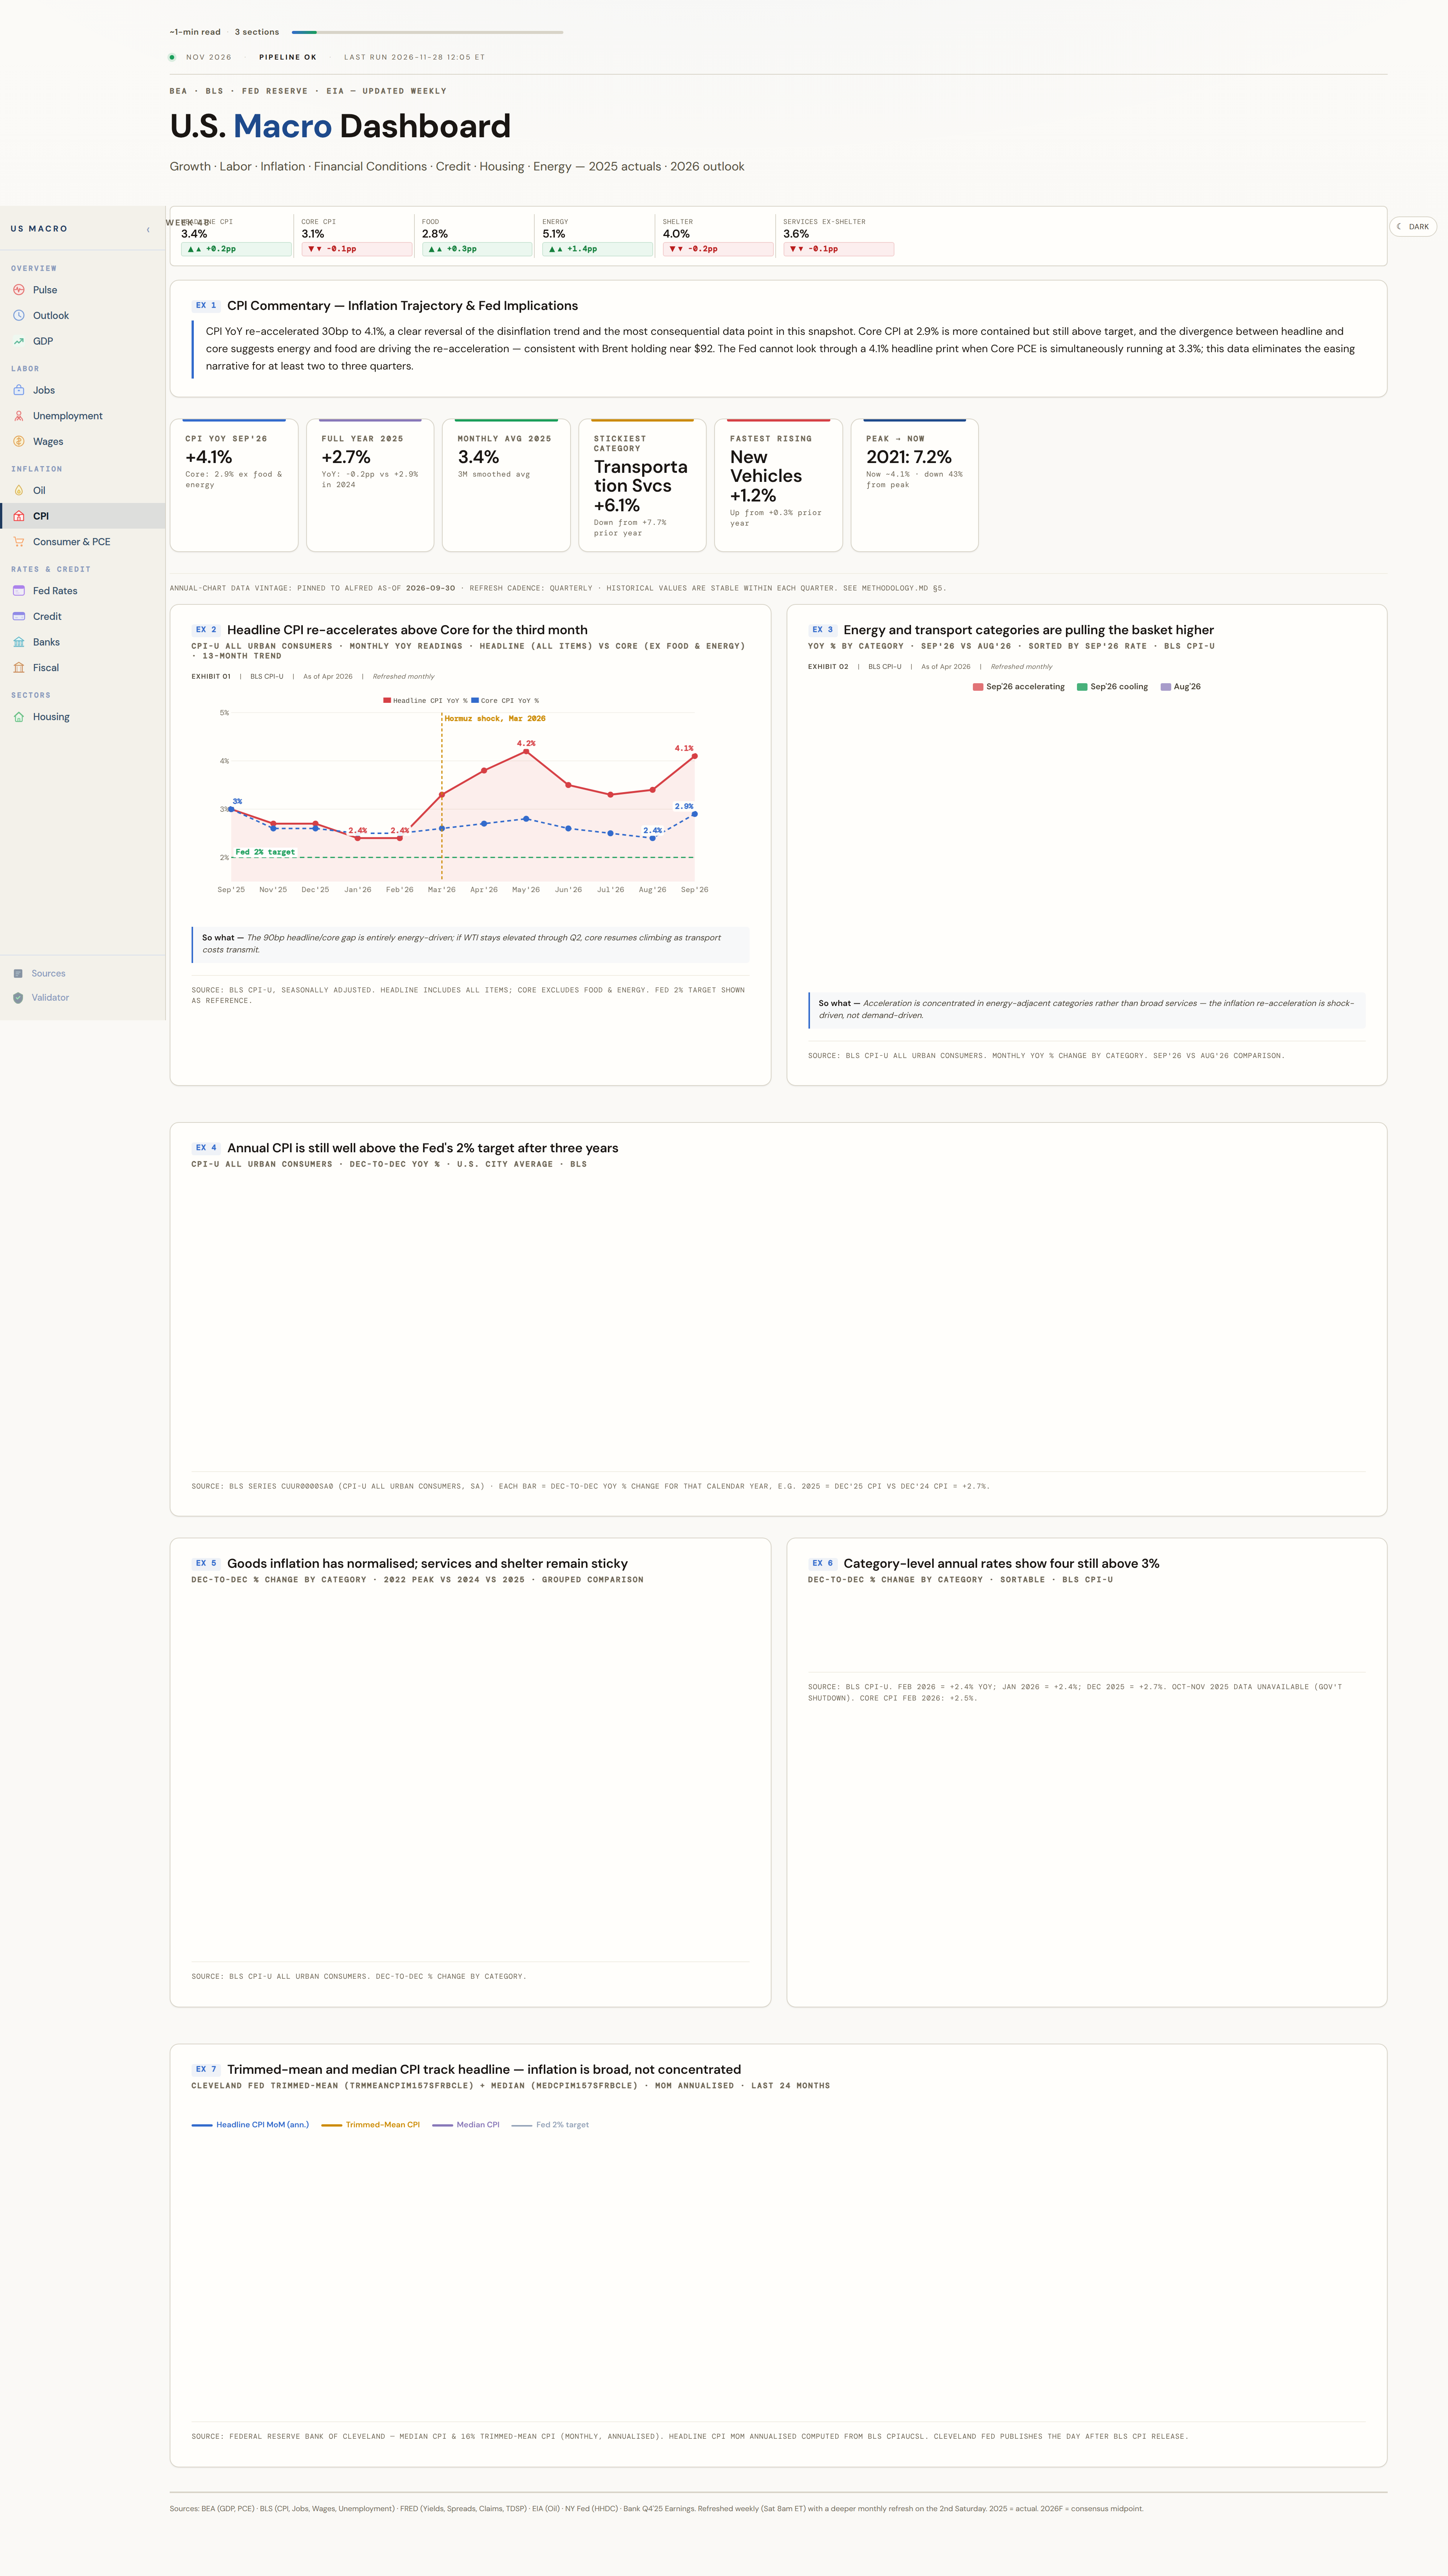 ~1-min read · 3 sections
NOV 2026 · PIPELINE OK · LAST RUN 2026-11-28 12:05 ET
BEA · BLS · FED RESERVE · EIA — UPDATED WEEKLY
U.S. Macro Dashboard
Growth · Labor · Inflation · Financial Conditions · Credit · Housing · Energy — 2025 actuals · 2026 outlook
US MACRO
‹
OVERVIEW
Pulse
Outlook
GDP
LABOR
Jobs
Unemployment
Wages
INFLATION
Oil
CPI
Consumer & PCE
RATES & CREDIT
Fed Rates
Credit
Banks
Fiscal
SECTORS
Housing
Sources
Validator
WEEK 48
HEADLINE CPI
3.4%
▲ ▲ +0.2pp
CORE CPI
3.1%
▼ ▼ -0.1pp
FOOD
2.8%
▲ ▲ +0.3pp
ENERGY
5.1%
▲ ▲ +1.4pp
SHELTER
4.0%
▼ ▼ -0.2pp
SERVICES EX-SHELTER
3.6%
▼ ▼ -0.1pp
☾ DARK
EX 1 CPI Commentary — Inflation Trajectory & Fed Implications
CPI YoY re-accelerated 30bp to 4.1%, a clear reversal of the disinflation trend and the most consequential data point in this snapshot. Core CPI at 2.9% is more contained but still above target, and the divergence between headline and
core suggests energy and food are driving the re-acceleration — consistent with Brent holding near $92. The Fed cannot look through a 4.1% headline print when Core PCE is simultaneously running at 3.3%; this data eliminates the easing
narrative for at least two to three quarters.
CPI YOY SEP'26
+4.1%
Core: 2.9% ex food &
energy
FULL YEAR 2025
+2.7%
YoY: -0.2pp vs +2.9%
in 2024
MONTHLY AVG 2025
3.4%
3M smoothed avg
STICKIEST
CATEGORY
Transporta
tion Svcs
+6.1%
Down from +7.7%
prior year
FASTEST RISING
New
Vehicles
+1.2%
Up from +0.3% prior
year
PEAK → NOW
2021: 7.2%
Now ~4.1% · down 43%
from peak
ANNUAL-CHART DATA VINTAGE: PINNED TO ALFRED AS-OF 2026-09-30 · REFRESH CADENCE: QUARTERLY · HISTORICAL VALUES ARE STABLE WITHIN EACH QUARTER. SEE METHODOLOGY.MD §5.
EX 2 Headline CPI re-accelerates above Core for the third month
CPI-U ALL URBAN CONSUMERS · MONTHLY YOY READINGS · HEADLINE (ALL ITEMS) VS CORE (EX FOOD & ENERGY)
· 13-MONTH TREND
EXHIBIT 01 | BLS CPI-U | As of Apr 2026 | Refreshed monthly
Headline CPI YoY % Core CPI YoY %
5%
4%
3%
2%
Hormuz shock, Mar 2026
3%
2.4%
2.4%
4.2%
4.1%
2.4%
2.9%
Fed 2% target
Sep'25 Nov'25 Dec'25 Jan'26 Feb'26 Mar'26 Apr'26 May'26 Jun'26 Jul'26 Aug'26 Sep'26
So what — The 90bp headline/core gap is entirely energy-driven; if WTI stays elevated through Q2, core resumes climbing as transport
costs transmit.
SOURCE: BLS CPI-U, SEASONALLY ADJUSTED. HEADLINE INCLUDES ALL ITEMS; CORE EXCLUDES FOOD & ENERGY. FED 2% TARGET SHOWN
AS REFERENCE.
EX 3 Energy and transport categories are pulling the basket higher
YOY % BY CATEGORY · SEP'26 VS AUG'26 · SORTED BY SEP'26 RATE · BLS CPI-U
EXHIBIT 02 | BLS CPI-U | As of Apr 2026 | Refreshed monthly
Sep'26 accelerating Sep'26 cooling Aug'26
So what — Acceleration is concentrated in energy-adjacent categories rather than broad services — the inflation re-acceleration is shock-
driven, not demand-driven.
SOURCE: BLS CPI-U ALL URBAN CONSUMERS. MONTHLY YOY % CHANGE BY CATEGORY. SEP'26 VS AUG'26 COMPARISON.
EX 4 Annual CPI is still well above the Fed's 2% target after three years
CPI-U ALL URBAN CONSUMERS · DEC-TO-DEC YOY % · U.S. CITY AVERAGE · BLS
SOURCE: BLS SERIES CUUR0000SA0 (CPI-U ALL URBAN CONSUMERS, SA) · EACH BAR = DEC-TO-DEC YOY % CHANGE FOR THAT CALENDAR YEAR, E.G. 2025 = DEC'25 CPI VS DEC'24 CPI = +2.7%.
EX 5 Goods inflation has normalised; services and shelter remain sticky
DEC-TO-DEC % CHANGE BY CATEGORY · 2022 PEAK VS 2024 VS 2025 · GROUPED COMPARISON
SOURCE: BLS CPI-U ALL URBAN CONSUMERS. DEC-TO-DEC % CHANGE BY CATEGORY.
EX 6 Category-level annual rates show four still above 3%
DEC-TO-DEC % CHANGE BY CATEGORY · SORTABLE · BLS CPI-U
SOURCE: BLS CPI-U. FEB 2026 = +2.4% YOY; JAN 2026 = +2.4%; DEC 2025 = +2.7%. OCT-NOV 2025 DATA UNAVAILABLE (GOV'T
SHUTDOWN). CORE CPI FEB 2026: +2.5%.
EX 7 Trimmed-mean and median CPI track headline — inflation is broad, not concentrated
CLEVELAND FED TRIMMED-MEAN (TRMMEANCPIM157SFRBCLE) + MEDIAN (MEDCPIM157SFRBCLE) · MOM ANNUALISED · LAST 24 MONTHS
Headline CPI MoM (ann.) Trimmed-Mean CPI Median CPI Fed 2% target
SOURCE: FEDERAL RESERVE BANK OF CLEVELAND — MEDIAN CPI & 16% TRIMMED-MEAN CPI (MONTHLY, ANNUALISED). HEADLINE CPI MOM ANNUALISED COMPUTED FROM BLS CPIAUCSL. CLEVELAND FED PUBLISHES THE DAY AFTER BLS CPI RELEASE.
Sources: BEA (GDP, PCE) · BLS (CPI, Jobs, Wages, Unemployment) · FRED (Yields, Spreads, Claims, TDSP) · EIA (Oil) · NY Fed (HHDC) · Bank Q4'25 Earnings. Refreshed weekly (Sat 8am ET) with a deeper monthly refresh on the 2nd Saturday. 2025 = actual. 2026F = consensus midpoint.